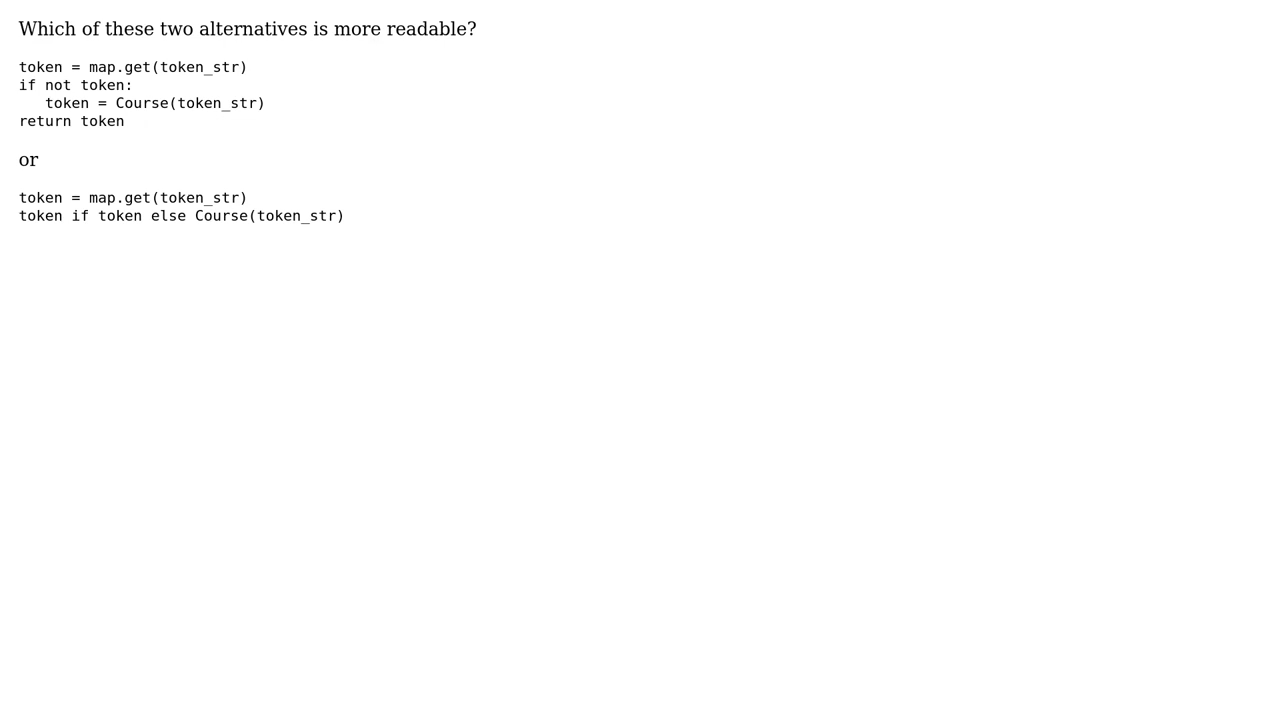 Which of these two alternatives is more readable?
token = map.get(token_str)
if not token:
   token = Course(token_str)
return token
or
token = map.get(token_str)
token if token else Course(token_str)